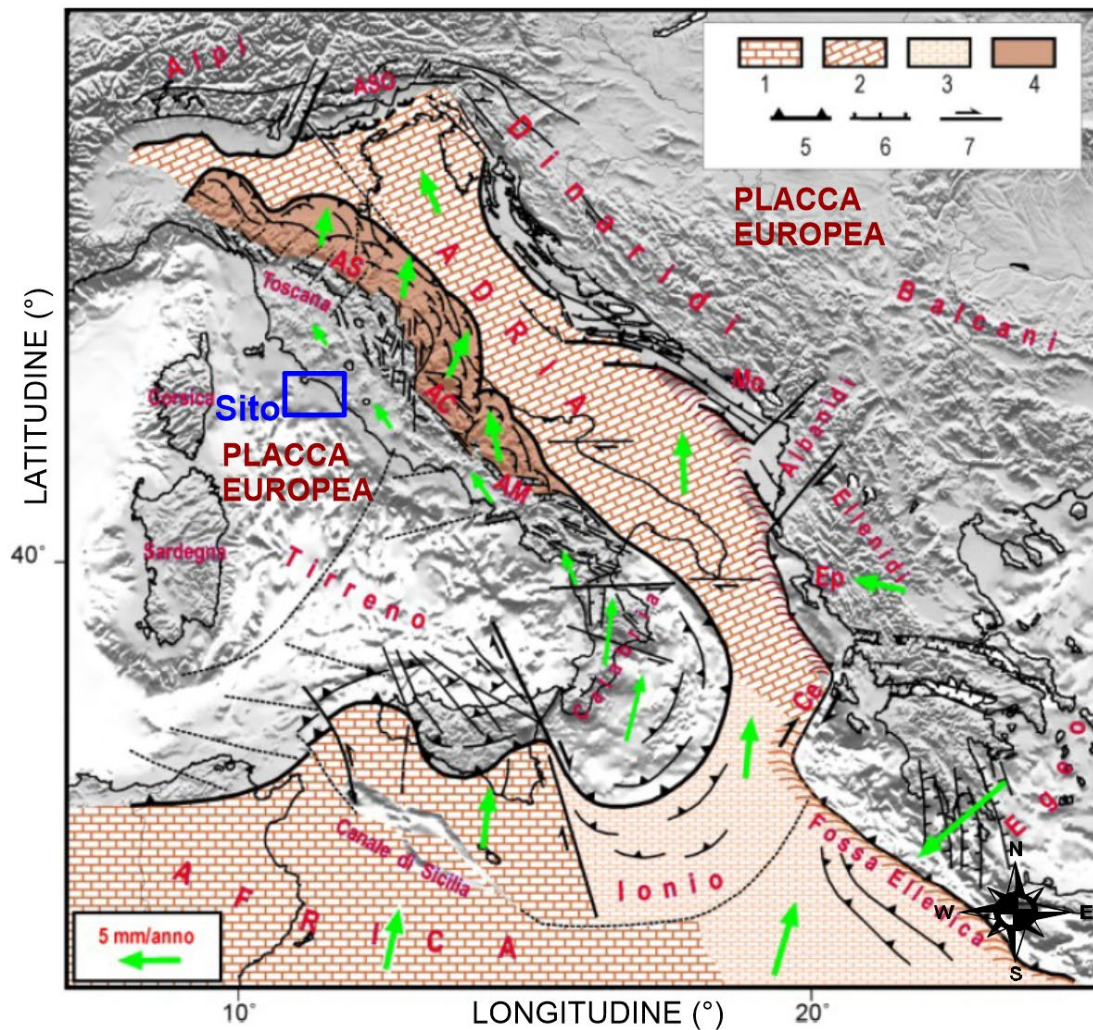 Alpi
ASO
1 2 3 4
5 6 7
Dinaridi
PLACCA
EUROPEA
Balcani
ADRIA
AS
Toscana
Mo
Corsica
Sito
AC
Albanidi
PLACCA
EUROPEA
AM
Ellenidi
40°
Sardegna
Tirreno
Ep
Calabria
Ce
Egeo
Canale di Sicilia
Fossa Ellenica
Ionio
AFRICA
N
W E
S
5 mm/anno
10°
20°
LONGITUDINE (°)
LATITUDINE (°)